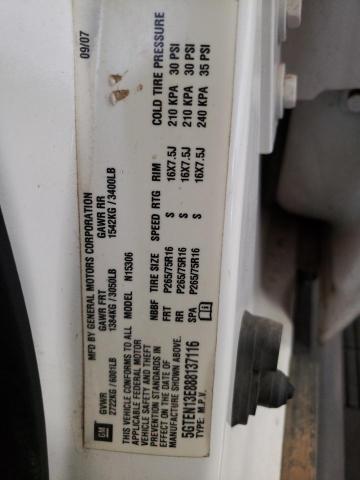 GM
MFD BY GENERAL MOTORS CORPORATION 09/07
GVWR GAWR FRT GAWR RR
2722KG / 6001LB 1384KG / 3050LB 1542KG / 3400LB
THIS VEHICLE CONFORMS TO ALL
APPLICABLE FEDERAL MOTOR
VEHICLE SAFETY AND THEFT
PREVENTION STANDARDS IN
EFFECT ON THE DATE OF
MANUFACTURE SHOWN ABOVE.
5GTEN13E888137116
TYPE: M.P.V.
MODEL N15306
NBBF TIRE SIZE SPEED RTG RIM COLD TIRE PRESSURE
FRT P265/75R16 S 16X7.5J 210 KPA 30 PSI
RR P265/75R16 S 16X7.5J 210 KPA 30 PSI
SPA P265/75R16 S 16X7.5J 240 KPA 35 PSI